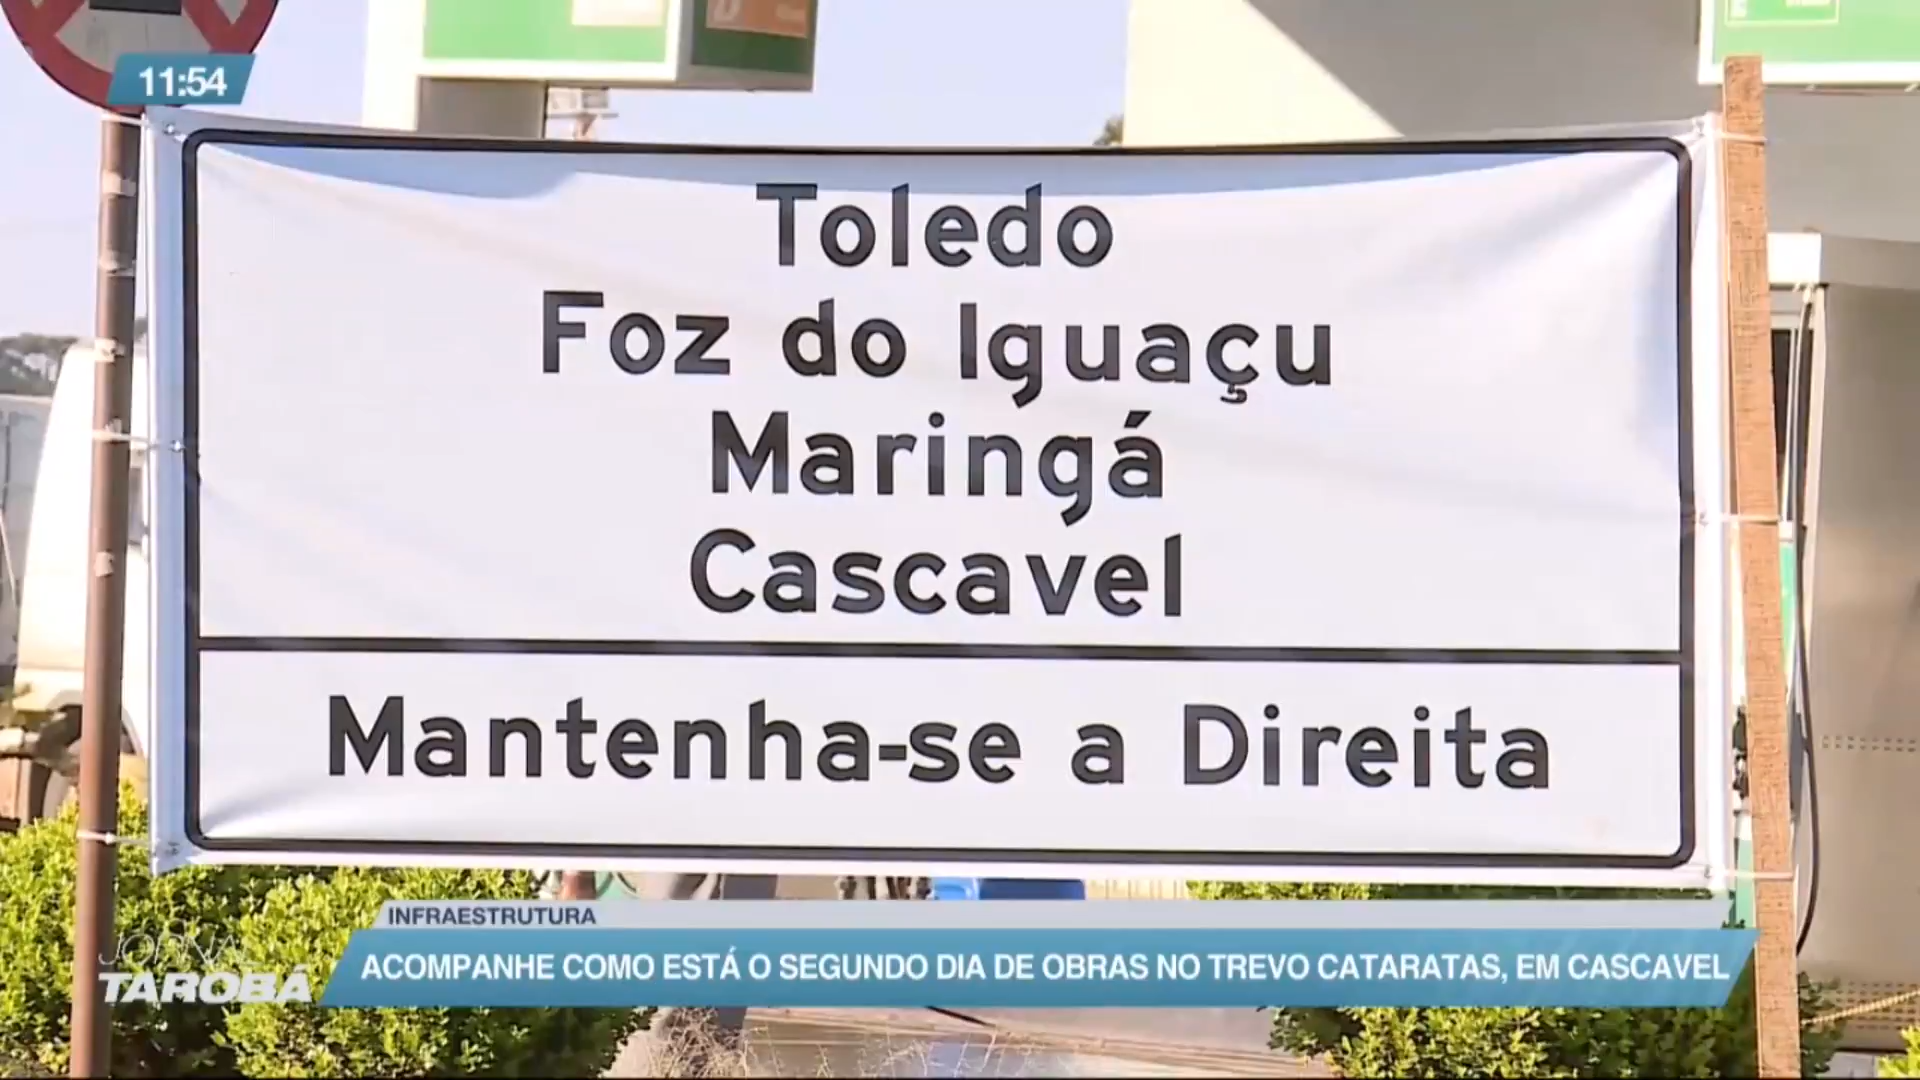 11:54
Toledo
Foz do Iguaçu
Maringá
Cascavel
Mantenha-se a Direita
INFRAESTRUTURA
JORNAL
TAROBÁ
ACOMPANHE COMO ESTÁ O SEGUNDO DIA DE OBRAS NO TREVO CATARATAS, EM CASCAVEL